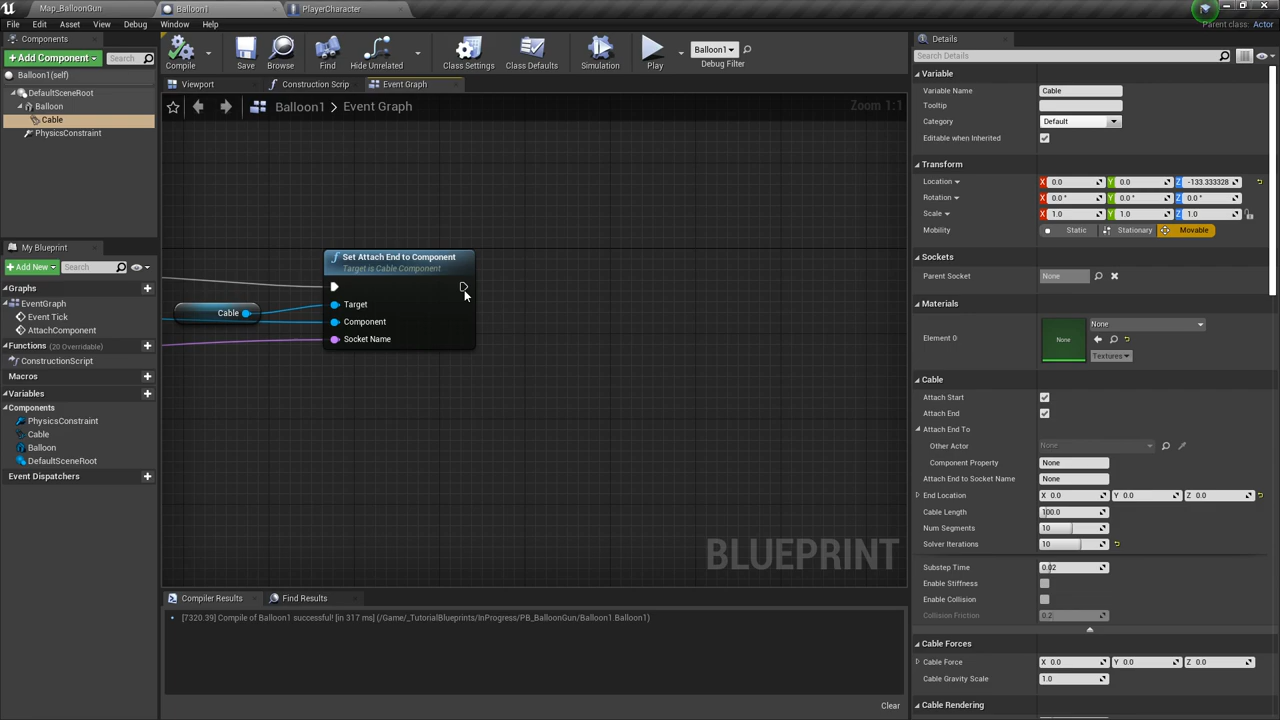 Map_BalloonGun
Balloon1
PlayerCharacter
File Edit Asset View Debug Window Help
Parent class: Actor
Components
+ Add Component
Search
Balloon1(self)
DefaultSceneRoot
Balloon
Cable
PhysicsConstraint
My Blueprint
+ Add New
Search
Graphs
EventGraph
Event Tick
AttachComponent
Functions (20 Overridable)
ConstructionScript
Macros
Variables
Components
PhysicsConstraint
Cable
Balloon
DefaultSceneRoot
Event Dispatchers
Compile
Save
Browse
Find
Hide Unrelated
Class Settings
Class Defaults
Simulation
Play
Balloon1
Debug Filter
Viewport
Construction Scrip
Event Graph
Balloon1 > Event Graph
Zoom 1:1
Set Attach End to Component
Target is Cable Component
Cable
Target
Component
Socket Name
BLUEPRINT
Compiler Results
Find Results
[7320.39] Compile of Balloon1 successful! [in 317 ms] (/Game/_TutorialBlueprints/InProgress/PB_BalloonGun/Balloon1.Balloon1)
Clear
Details
Search Details
Variable
Variable Name Cable
Tooltip
Category Default
Editable when Inherited
Transform
Location X 0.0 Y 0.0 Z -133.333328
Rotation X 0.0 ° Y 0.0 ° Z 0.0 °
Scale X 1.0 Y 1.0 Z 1.0
Mobility Static Stationary Movable
Sockets
Parent Socket None
Materials
Element 0 None None
Textures
Cable
Attach Start
Attach End
Attach End To
Other Actor None
Component Property None
Attach End to Socket Name None
End Location X 0.0 Y 0.0 Z 0.0
Cable Length 100.0
Num Segments 10
Solver Iterations 10
Substep Time 0.02
Enable Stiffness
Enable Collision
Collision Friction 0.2
Cable Forces
Cable Force X 0.0 Y 0.0 Z 0.0
Cable Gravity Scale 1.0
Cable Rendering